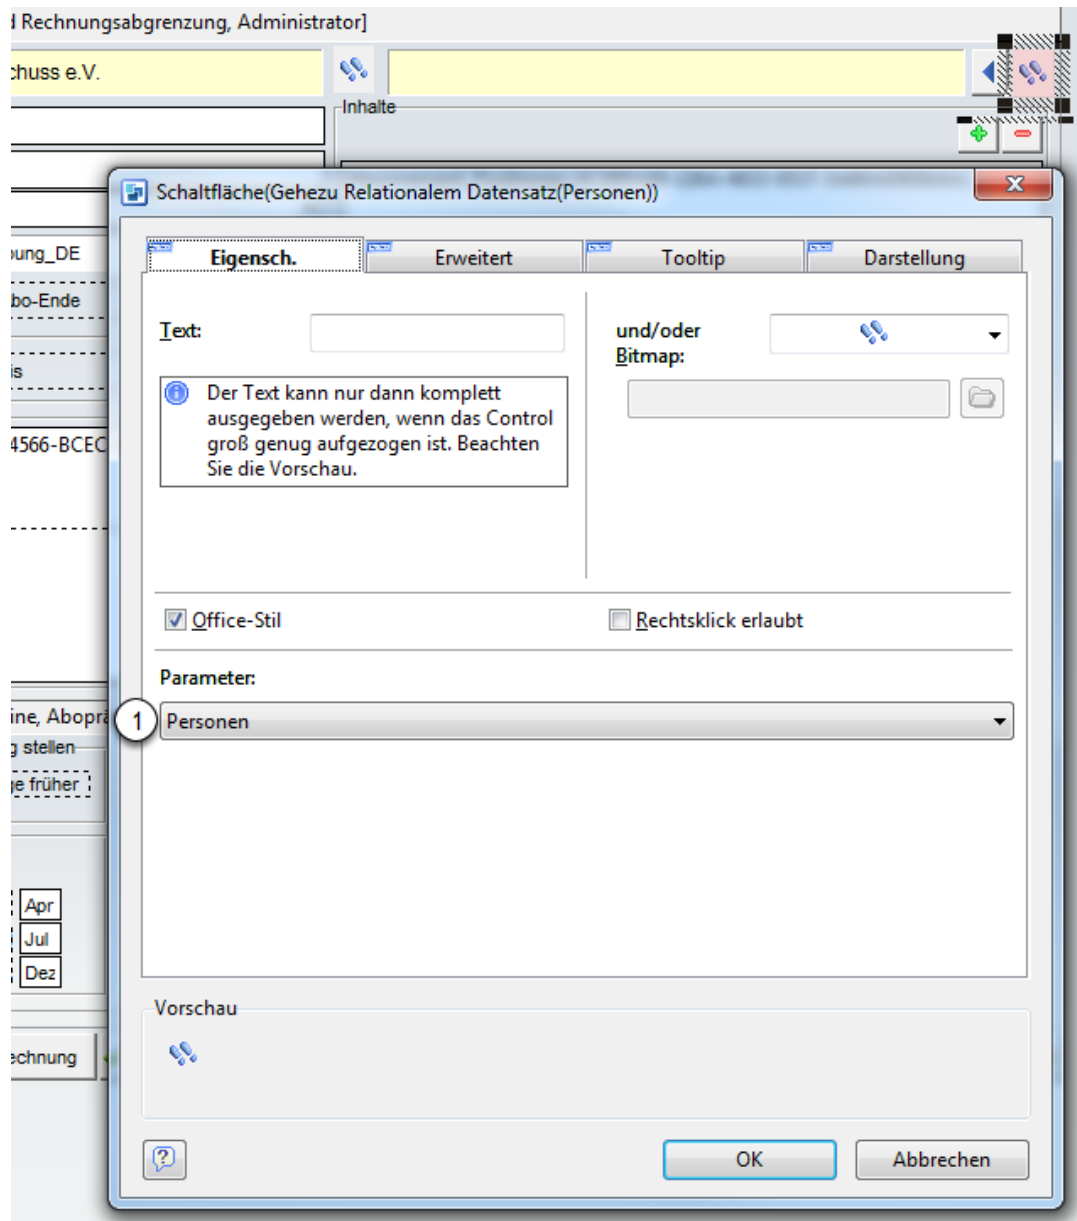 d Rechnungsabgrenzung, Administrator]
chuss e.V.
Inhalte
Schaltfläche(Gehezu Relationalem Datensatz(Personen))
x
oung_DE
Eigensch.
Erweitert
Tooltip
Darstellung
bo-Ende
Text:
und/oder
Bitmap:
is
Der Text kann nur dann komplett
ausgegeben werden, wenn das Control
groß genug aufgezogen ist. Beachten
Sie die Vorschau.
4566-BCEC
Office-Stil
Rechtsklick erlaubt
Parameter:
ine, Aboprä
1
Personen
g stellen
ge früher
Apr
Jul
Dez
Vorschau
echnung
OK
Abbrechen